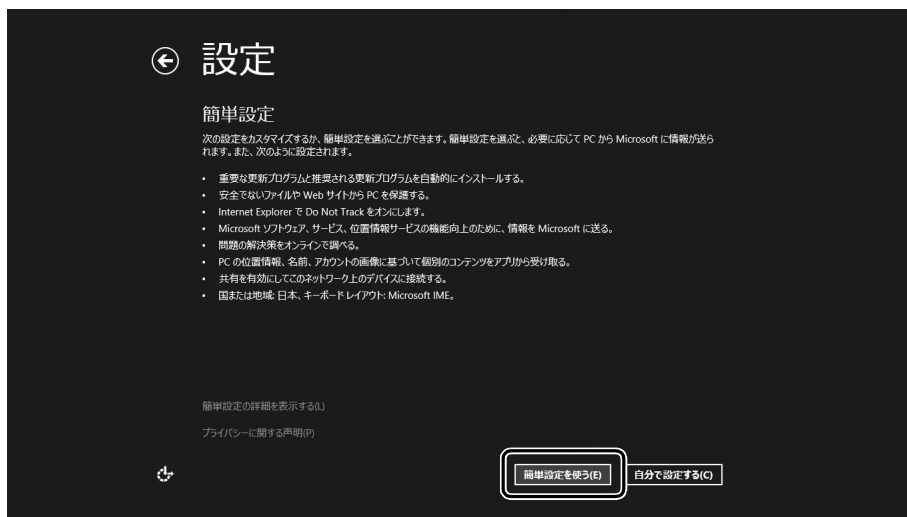 設定
簡単設定
次の設定をカスタマイズするか、簡単設定を選ぶことができます。簡単設定を選ぶと、必要に応じて PC から Microsoft に情報が送ら
れます。また、次のように設定されます。
• 重要な更新プログラムと推奨される更新プログラムを自動的にインストールする。
• 安全でないファイルや Web サイトから PC を保護する。
• Internet Explorer で Do Not Track をオンにします。
• Microsoft ソフトウェア、サービス、位置情報サービスの機能向上のために、情報を Microsoft に送る。
• 問題の解決策をオンラインで調べる。
• PC の位置情報、名前、アカウントの画像に基づいて個別のコンテンツをアプリから受け取る。
• 共有を有効にしてこのネットワーク上のデバイスに接続する。
• 国または地域: 日本、キーボード レイアウト: Microsoft IME。
簡単設定の詳細を表示する(L)
プライバシーに関する声明(P)
簡単設定を使う(E) 自分で設定する(C)